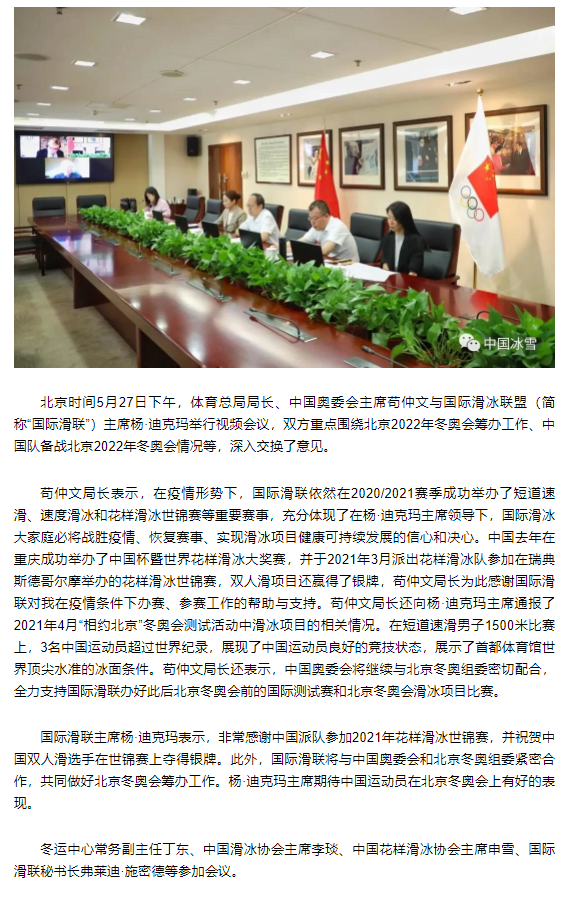 中国冰雪
北京时间5月27日下午，体育总局局长、中国奥委会主席苟仲文与国际滑冰联盟（简
称“国际滑联”）主席杨·迪克玛举行视频会议，双方重点围绕北京2022年冬奥会筹办工作、中
国队备战北京2022年冬奥会情况等，深入交换了意见。
苟仲文局长表示，在疫情形势下，国际滑联依然在2020/2021赛季成功举办了短道速
滑、速度滑冰和花样滑冰世锦赛等重要赛事，充分体现了在杨·迪克玛主席领导下，国际滑冰
大家庭必将战胜疫情、恢复赛事、实现滑冰项目健康可持续发展的信心和决心。中国去年在
重庆成功举办了中国杯暨世界花样滑冰大奖赛，并于2021年3月派出花样滑冰队参加在瑞典
斯德哥尔摩举办的花样滑冰世锦赛，双人滑项目还赢得了银牌，苟仲文局长为此感谢国际滑
联对我在疫情条件下办赛、参赛工作的帮助与支持。苟仲文局长还向杨·迪克玛主席通报了
2021年4月“相约北京”冬奥会测试活动中滑冰项目的相关情况。在短道速滑男子1500米比赛
上，3名中国运动员超过世界纪录，展现了中国运动员良好的竞技状态，展示了首都体育馆世
界顶尖水准的冰面条件。苟仲文局长还表示，中国奥委会将继续与北京冬奥组委密切配合，
全力支持国际滑联办好此后北京冬奥会前的国际测试赛和北京冬奥会滑冰项目比赛。
国际滑联主席杨·迪克玛表示，非常感谢中国派队参加2021年花样滑冰世锦赛，并祝贺中
国双人滑选手在世锦赛上夺得银牌。此外，国际滑联将与中国奥委会和北京冬奥组委紧密合
作，共同做好北京冬奥会筹办工作。杨·迪克玛主席期待中国运动员在北京冬奥会上有好的表
现。
冬运中心常务副主任丁东、中国滑冰协会主席李琰、中国花样滑冰协会主席申雪、国际
滑联秘书长弗莱迪·施密德等参加会议。